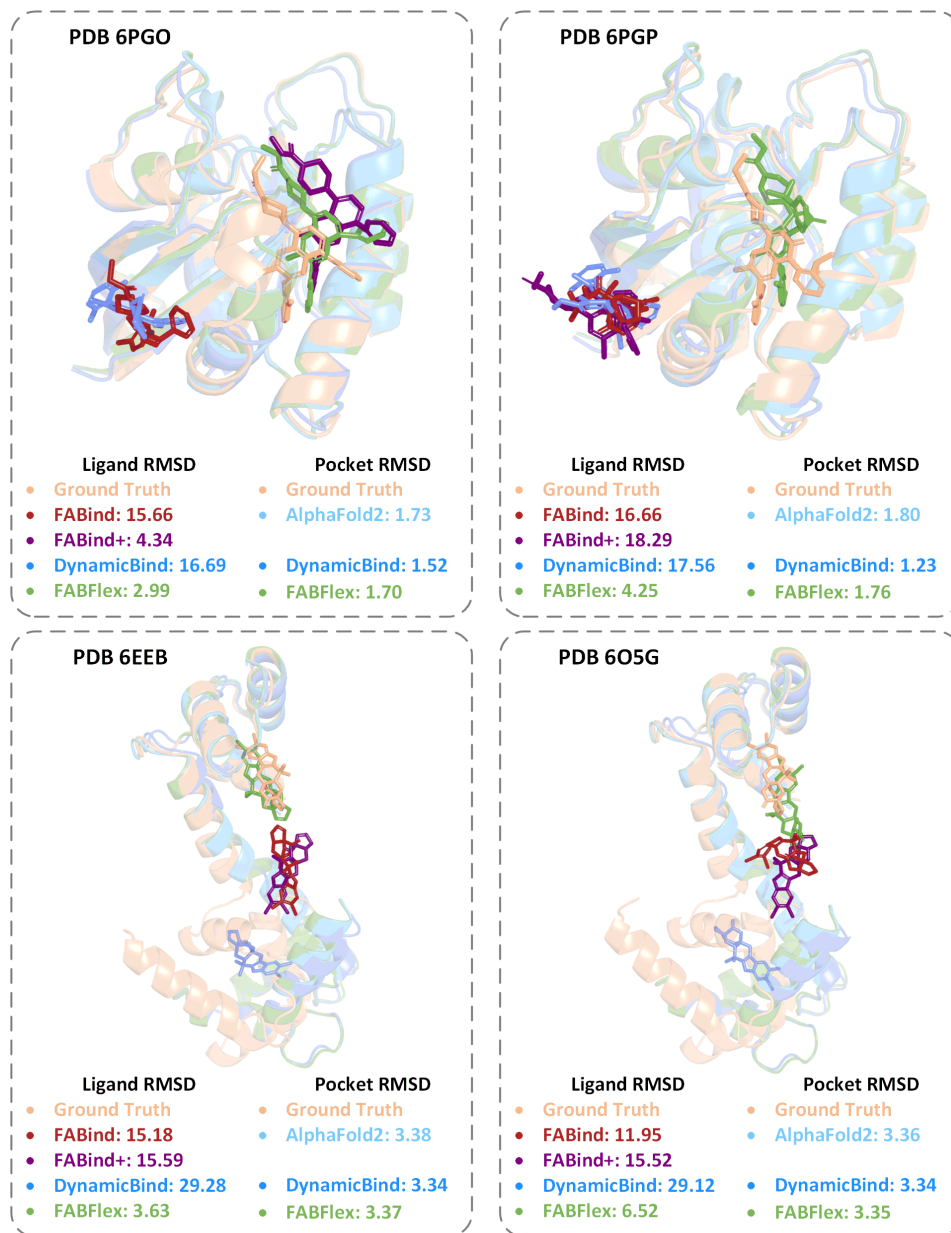 PDB 6PGO
Ligand RMSD
Pocket RMSD
• Ground Truth
• Ground Truth
• FABind: 15.66
• AlphaFold2: 1.73
• FABind+: 4.34
• DynamicBind: 16.69
• DynamicBind: 1.52
• FABFlex: 2.99
• FABFlex: 1.70
PDB 6PGP
Ligand RMSD
Pocket RMSD
• Ground Truth
• Ground Truth
• FABind: 16.66
• AlphaFold2: 1.80
• FABind+: 18.29
• DynamicBind: 17.56
• DynamicBind: 1.23
• FABFlex: 4.25
• FABFlex: 1.76
PDB 6EEB
Ligand RMSD
Pocket RMSD
• Ground Truth
• Ground Truth
• FABind: 15.18
• AlphaFold2: 3.38
• FABind+: 15.59
• DynamicBind: 29.28
• DynamicBind: 3.34
• FABFlex: 3.63
• FABFlex: 3.37
PDB 6O5G
Ligand RMSD
Pocket RMSD
• Ground Truth
• Ground Truth
• FABind: 11.95
• AlphaFold2: 3.36
• FABind+: 15.52
• DynamicBind: 29.12
• DynamicBind: 3.34
• FABFlex: 6.52
• FABFlex: 3.35